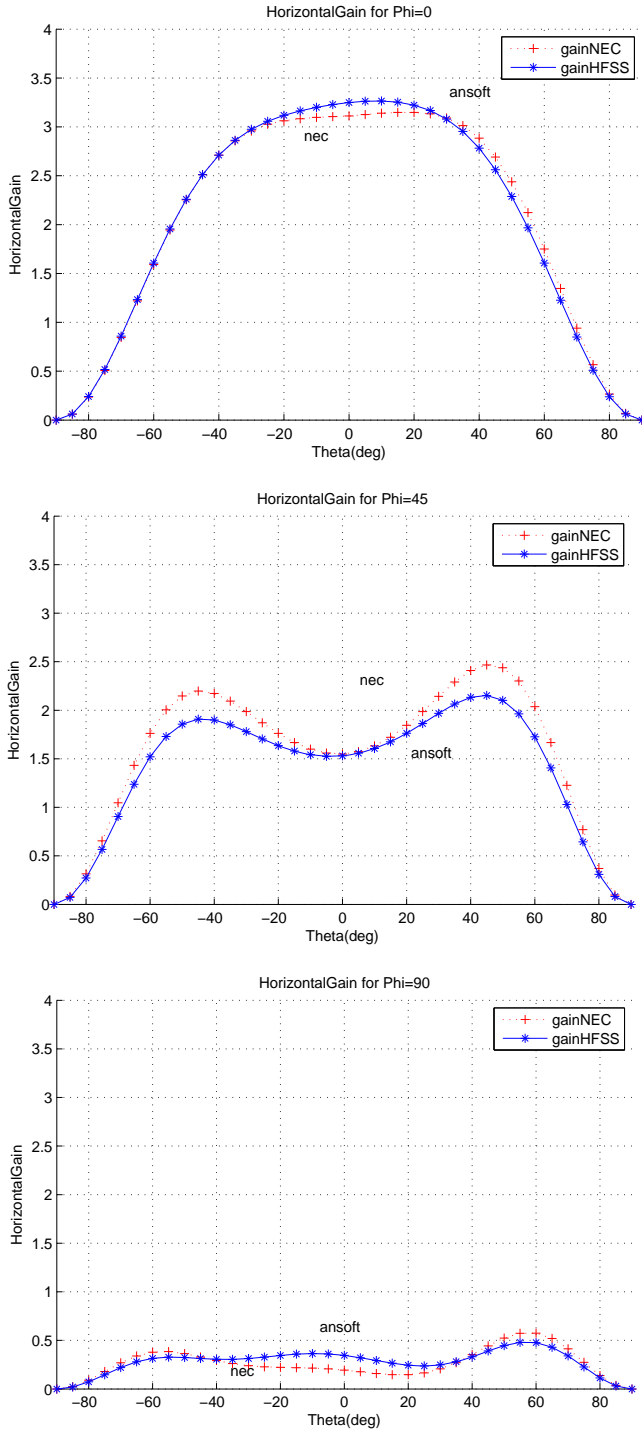 HorizontalGain for Phi=0
gainNEC
gainHFSS
ansoft
nec
HorizontalGain
4
3.5
3
2.5
2
1.5
1
0.5
0
−80 −60 −40 −20 0 20 40 60 80
Theta(deg)
HorizontalGain for Phi=45
gainNEC
gainHFSS
nec
ansoft
HorizontalGain
4
3.5
3
2.5
2
1.5
1
0.5
0
−80 −60 −40 −20 0 20 40 60 80
Theta(deg)
HorizontalGain for Phi=90
gainNEC
gainHFSS
ansoft
nec
HorizontalGain
4
3.5
3
2.5
2
1.5
1
0.5
0
−80 −60 −40 −20 0 20 40 60 80
Theta(deg)